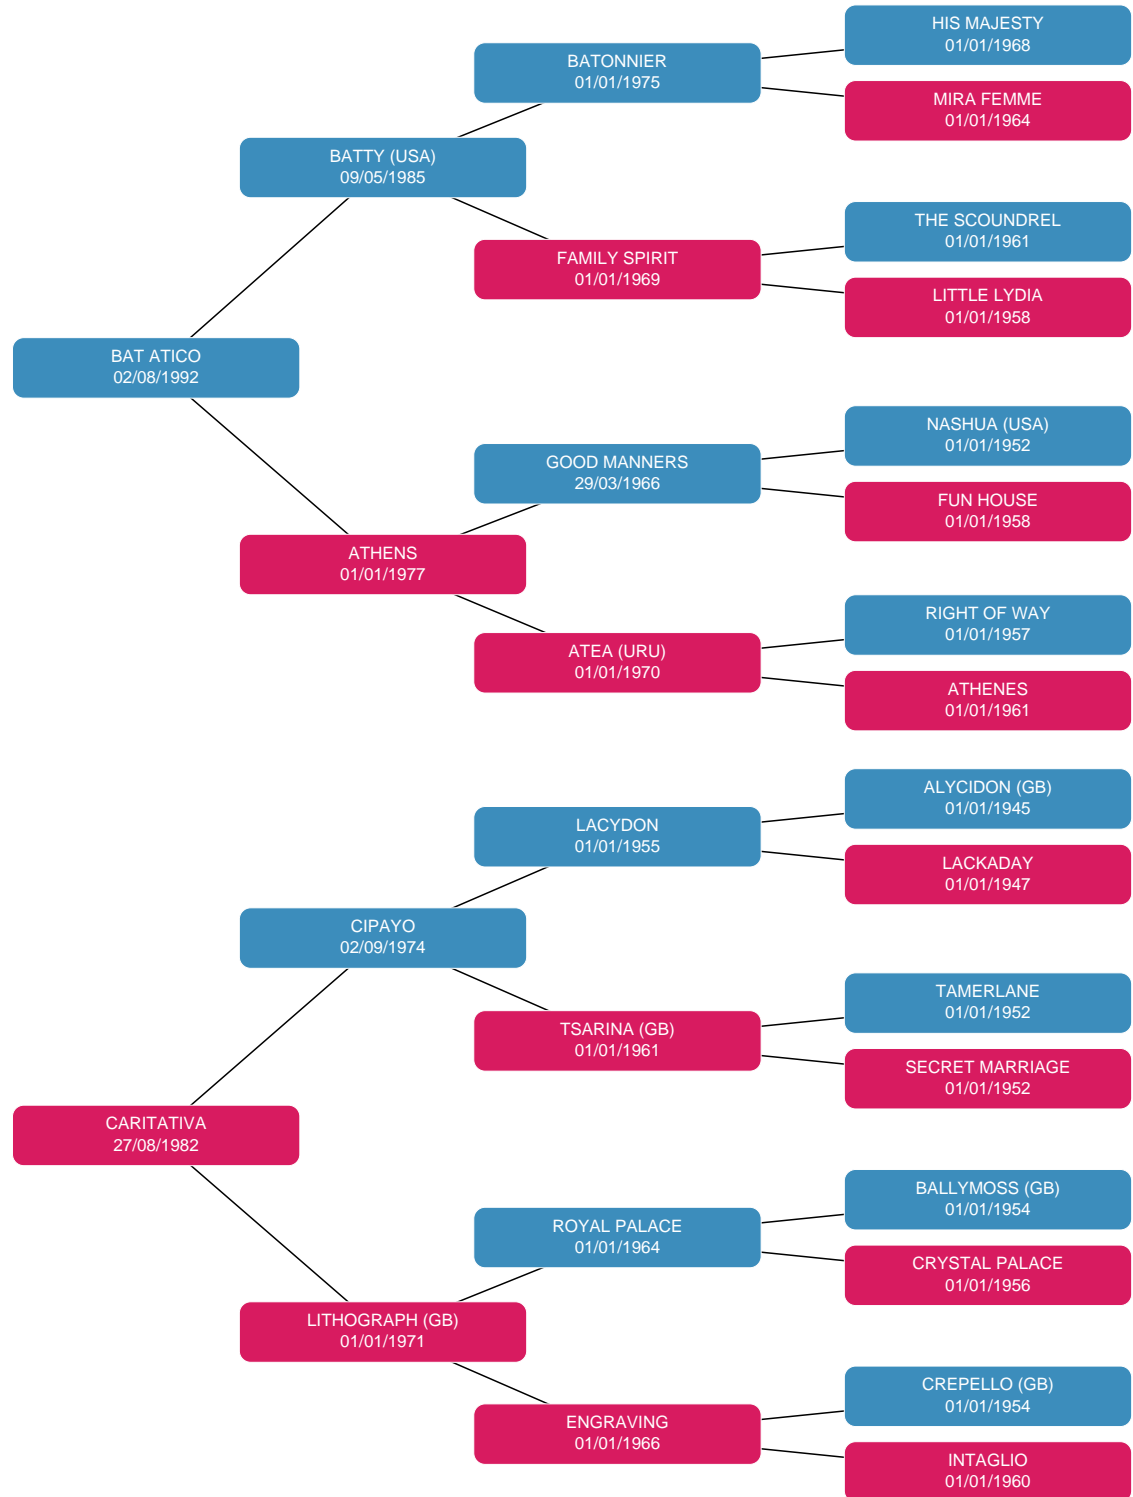 HIS MAJESTY
01/01/1968
BATONNIER
01/01/1975
MIRA FEMME
01/01/1964
BATTY (USA)
09/05/1985
THE SCOUNDREL
01/01/1961
FAMILY SPIRIT
01/01/1969
LITTLE LYDIA
01/01/1958
BAT ATICO
02/08/1992
NASHUA (USA)
01/01/1952
GOOD MANNERS
29/03/1966
FUN HOUSE
01/01/1958
ATHENS
01/01/1977
RIGHT OF WAY
01/01/1957
ATEA (URU)
01/01/1970
ATHENES
01/01/1961
ALYCIDON (GB)
01/01/1945
LACYDON
01/01/1955
LACKADAY
01/01/1947
CIPAYO
02/09/1974
TAMERLANE
01/01/1952
TSARINA (GB)
01/01/1961
SECRET MARRIAGE
01/01/1952
CARITATIVA
27/08/1982
BALLYMOSS (GB)
01/01/1954
ROYAL PALACE
01/01/1964
CRYSTAL PALACE
01/01/1956
LITHOGRAPH (GB)
01/01/1971
CREPELLO (GB)
01/01/1954
ENGRAVING
01/01/1966
INTAGLIO
01/01/1960